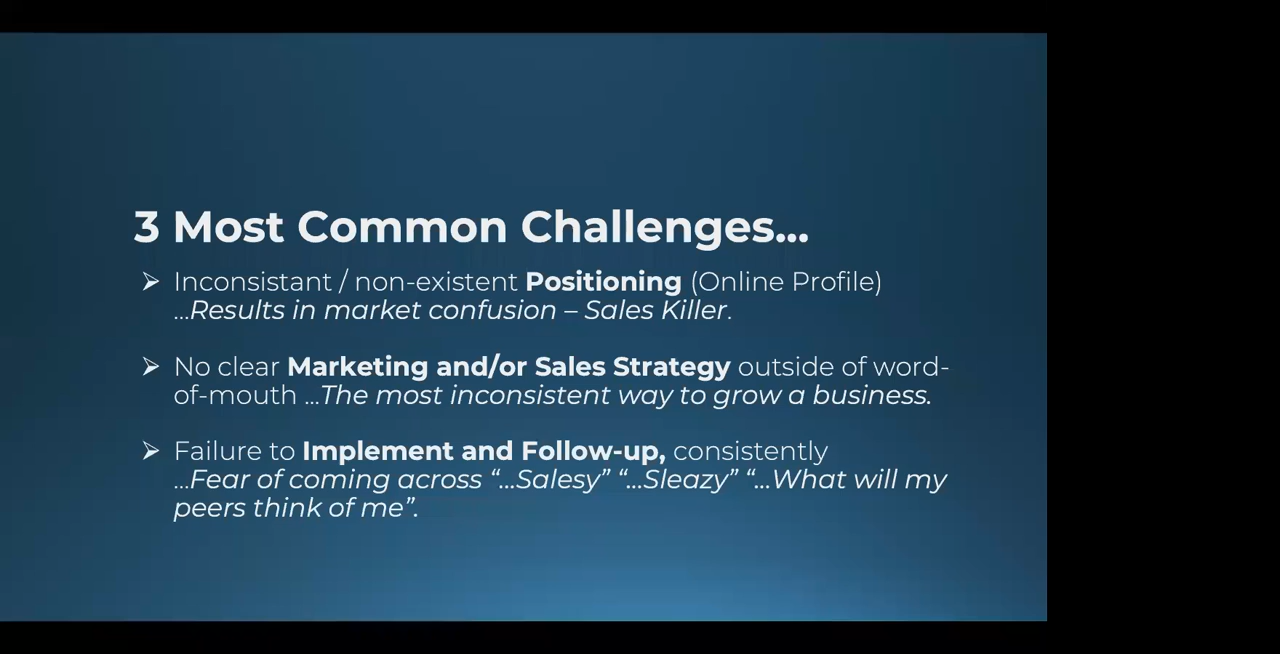 3 Most Common Challenges...
➢ Inconsistant / non-existent Positioning (Online Profile)
...Results in market confusion – Sales Killer.
➢ No clear Marketing and/or Sales Strategy outside of word-
of-mouth ...The most inconsistent way to grow a business.
➢ Failure to Implement and Follow-up, consistently
...Fear of coming across “...Salesy” “...Sleazy” “...What will my
peers think of me”.